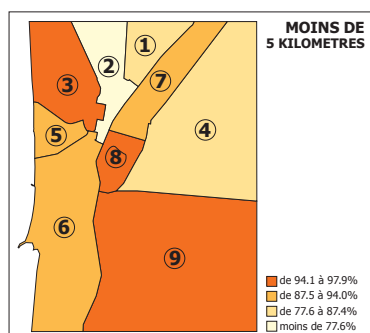 MOINS DE
5 KILOMETRES
1
2
3
7
4
5
8
6
9
de 94.1 à 97.9%
de 87.5 à 94.0%
de 77.6 à 87.4%
moins de 77.6%